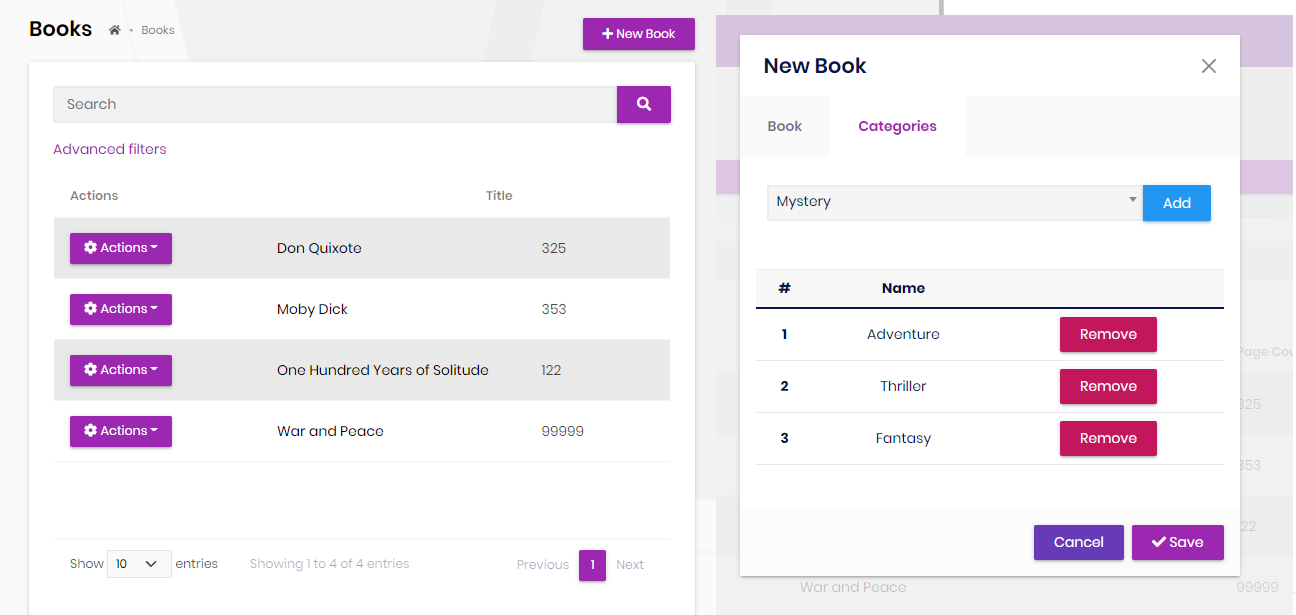 Books
Books
New Book
Search
Advanced filters
Actions Title
Actions Don Quixote 325
Actions Moby Dick 353
Actions One Hundred Years of Solitude 122
Actions War and Peace 99999
Show 10 entries Showing 1 to 4 of 4 entries Previous 1 Next
New Book
Book Categories
Mystery Add
# Name
1 Adventure Remove
2 Thriller Remove
3 Fantasy Remove
Cancel Save
Page Cou
325
353
22
War and Peace 99999